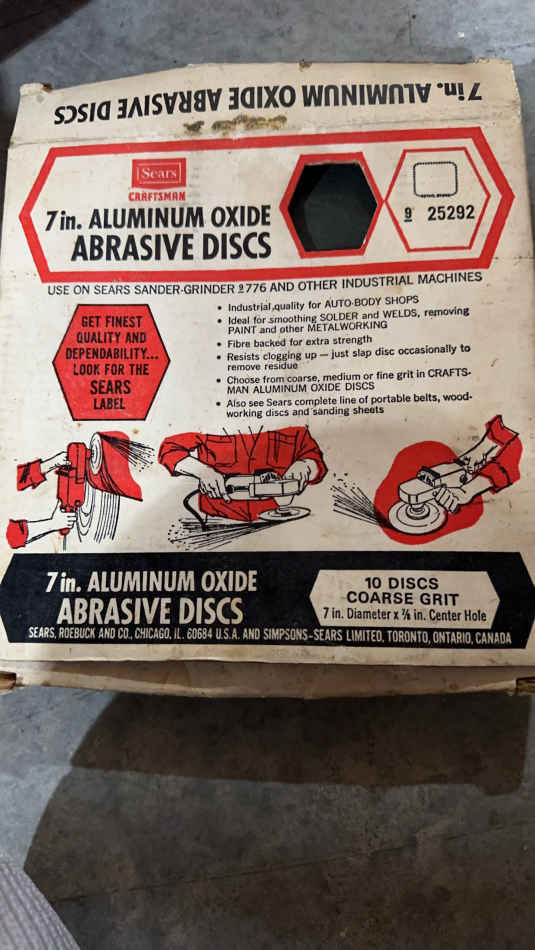 7 in. ALUMINUM OXIDE ABRASIVE DISCS
Sears
CRAFTSMAN
7 in. ALUMINUM OXIDE
ABRASIVE DISCS
9 25292
USE ON SEARS SANDER-GRINDER 9776 AND OTHER INDUSTRIAL MACHINES
GET FINEST
QUALITY AND
DEPENDABILITY...
LOOK FOR THE
SEARS
LABEL
• Industrial quality for AUTO-BODY SHOPS
• Ideal for smoothing SOLDER and WELDS, removing
PAINT and other METALWORKING
• Fibre backed for extra strength
• Resists clogging up — just slap disc occasionally to
remove residue
• Choose from coarse, medium or fine grit in CRAFTS-
MAN ALUMINUM OXIDE DISCS
• Also see Sears complete line of portable belts, wood-
working discs and sanding sheets
7 in. ALUMINUM OXIDE
ABRASIVE DISCS
10 DISCS
COARSE GRIT
7 in. Diameter x ⅞ in. Center Hole
SEARS, ROEBUCK AND CO., CHICAGO, IL. 60684 U.S.A. AND SIMPSONS-SEARS LIMITED, TORONTO, ONTARIO, CANADA